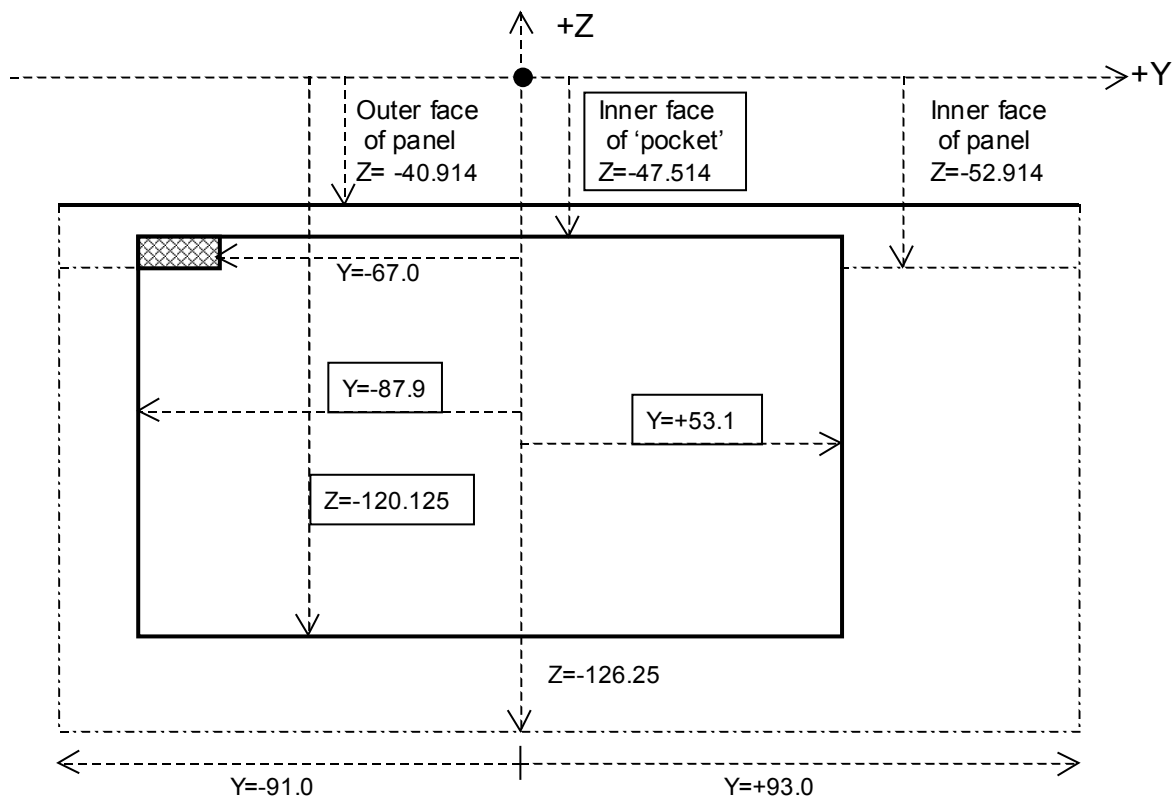 +Z
+Y
Outer face
of panel
Z= -40.914
Inner face
of ‘pocket’
Z=-47.514
Inner face
of panel
Z=-52.914
Y=-67.0
Y=-87.9
Y=+53.1
Z=-120.125
Z=-126.25
Y=-91.0
Y=+93.0